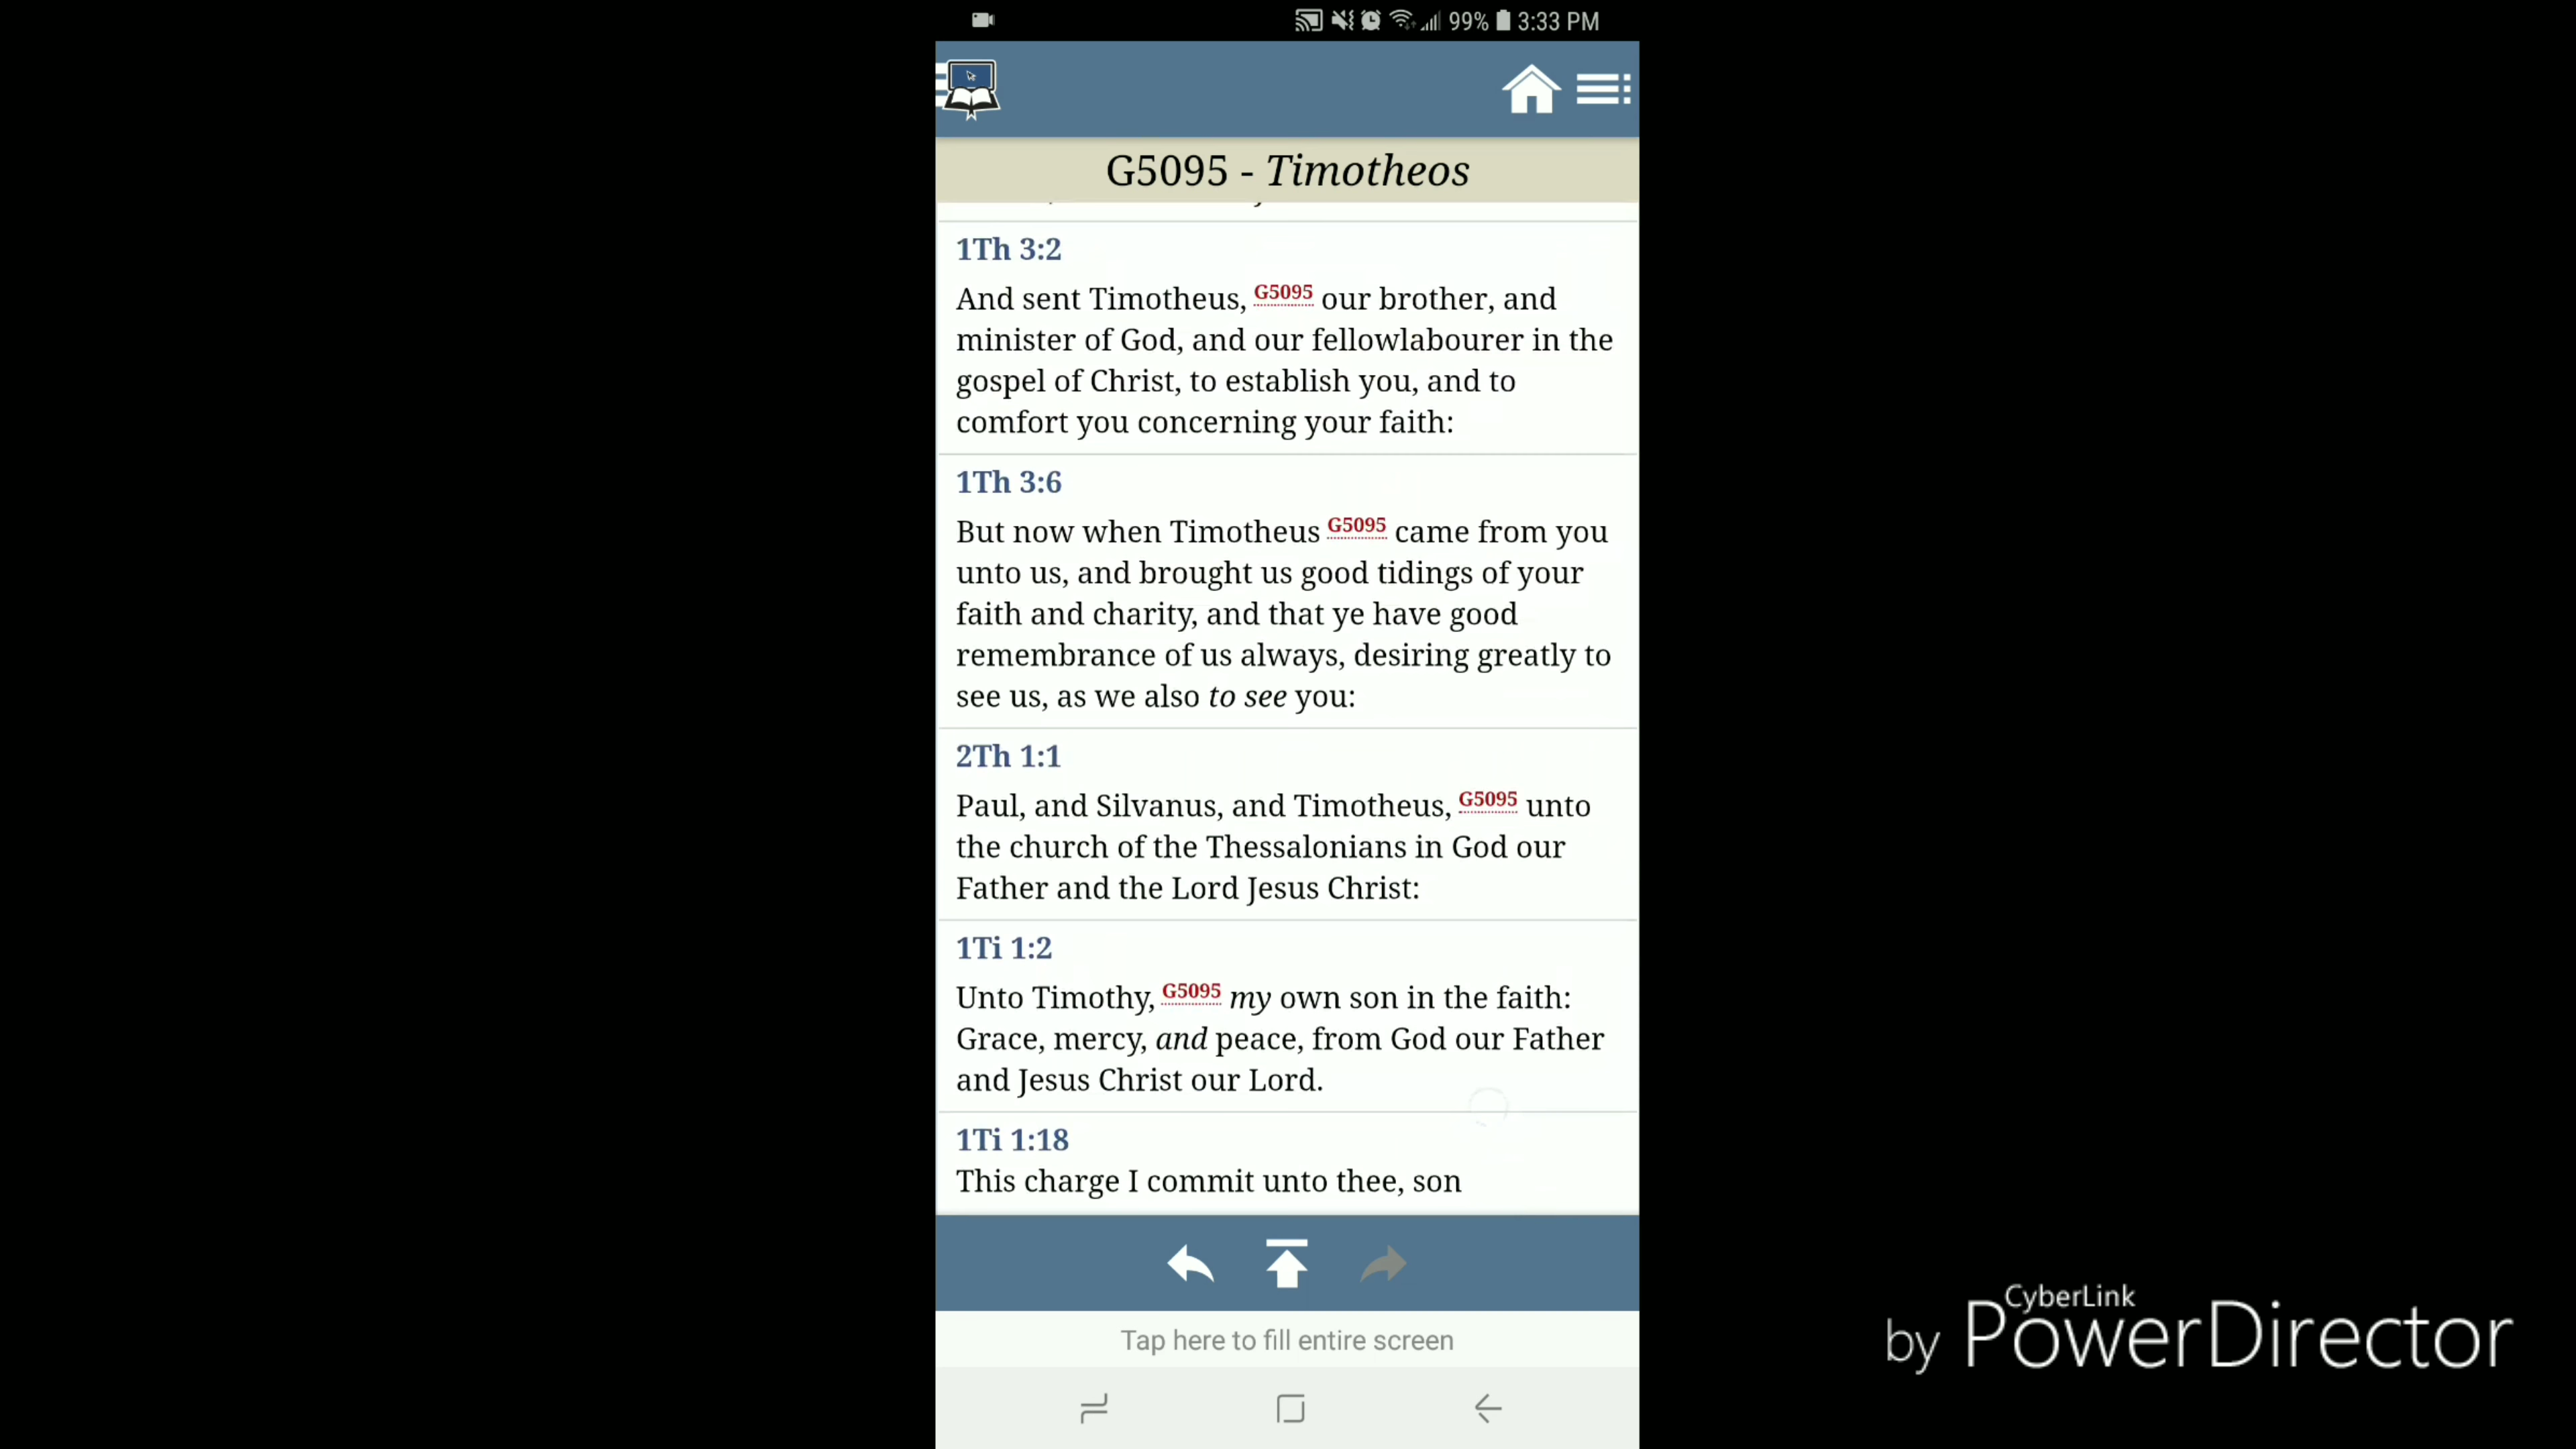 99% 3:33 PM
G5095 - Timotheos
1Th 3:2
And sent Timotheus, G5095 our brother, and
minister of God, and our fellowlabourer in the
gospel of Christ, to establish you, and to
comfort you concerning your faith:
1Th 3:6
But now when Timotheus G5095 came from you
unto us, and brought us good tidings of your
faith and charity, and that ye have good
remembrance of us always, desiring greatly to
see us, as we also to see you:
2Th 1:1
Paul, and Silvanus, and Timotheus, G5095 unto
the church of the Thessalonians in God our
Father and the Lord Jesus Christ:
1Ti 1:2
Unto Timothy, G5095 my own son in the faith:
Grace, mercy, and peace, from God our Father
and Jesus Christ our Lord.
1Ti 1:18
This charge I commit unto thee, son
Tap here to fill entire screen
by CyberLink PowerDirector